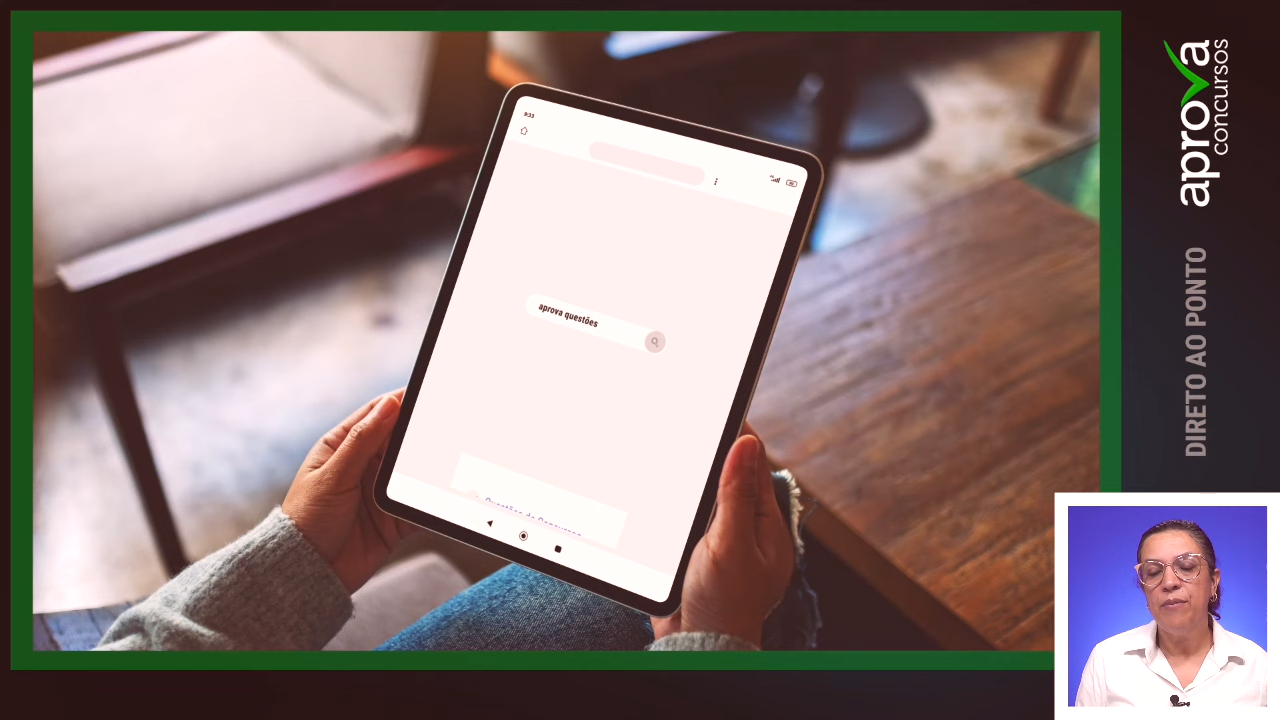 9:33
aprova questões
aprova
concursos
DIRETO AO PONTO